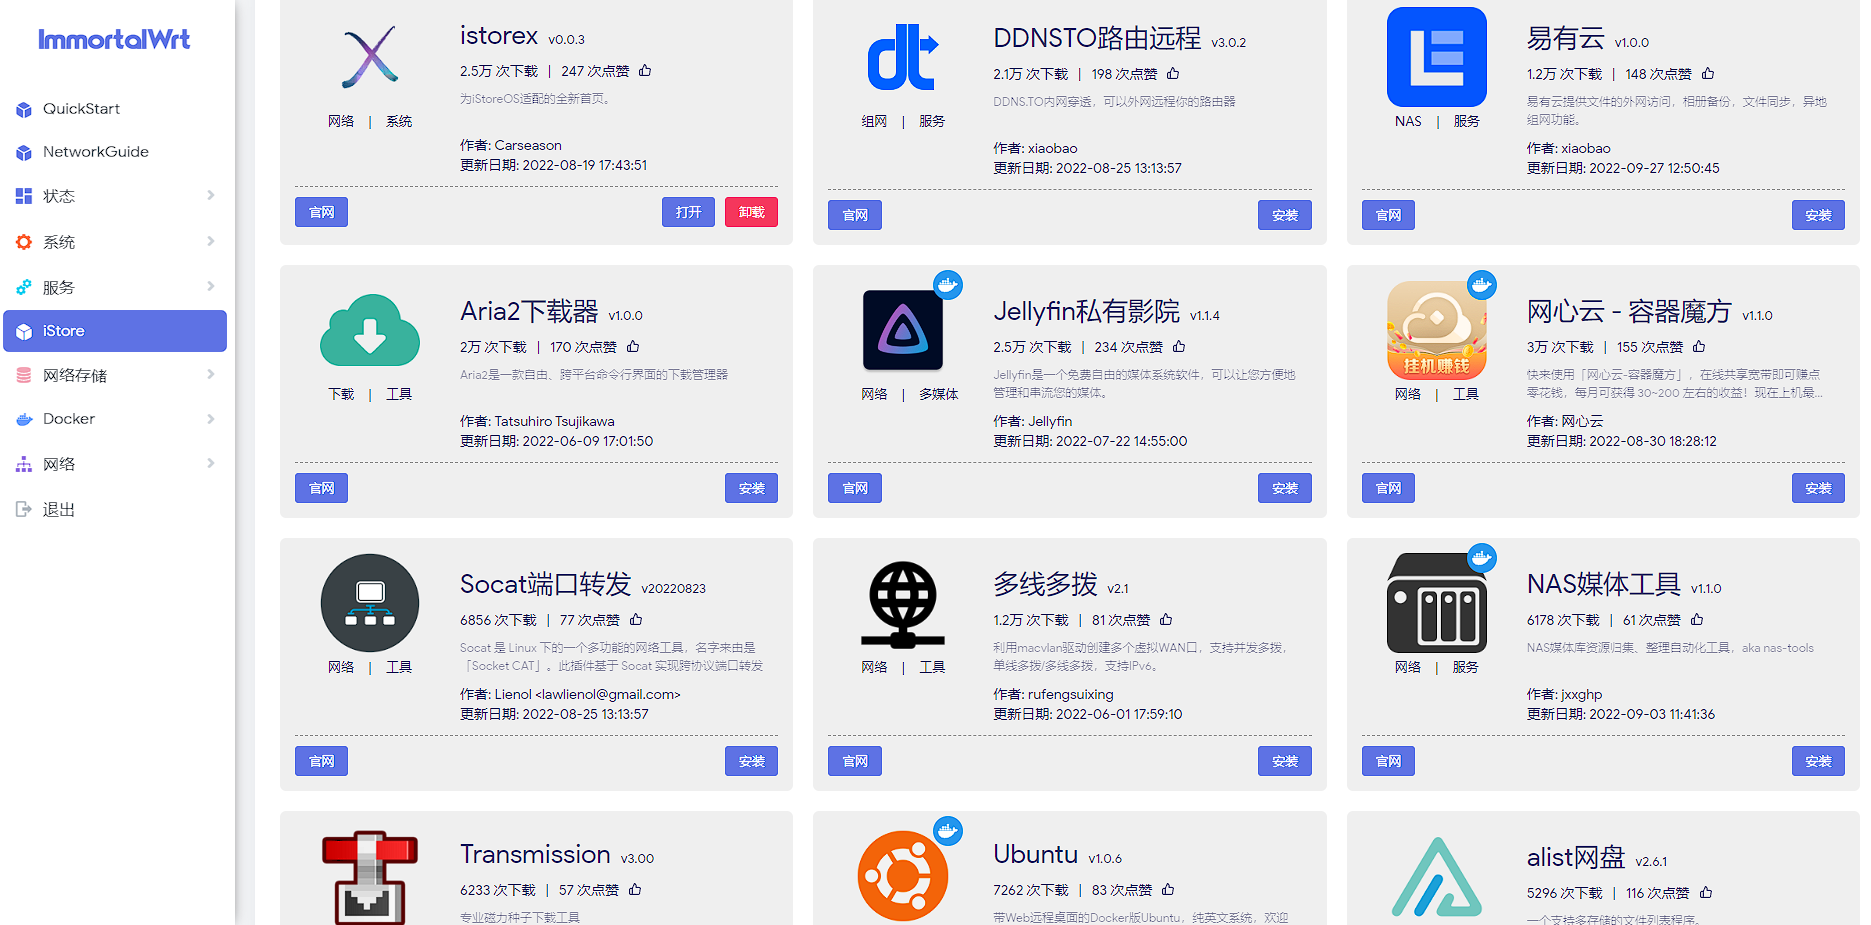 ImmortalWrt
QuickStart
NetworkGuide
状态
系统
服务
iStore
网络存储
Docker
网络
退出
istorex v0.0.3
2.5万 次下载 | 247 次点赞
为iStoreOS适配的全新首页。
网络 | 系统
作者: Carseason
更新日期: 2022-08-19 17:43:51
官网 打开 卸载
DDNSTO路由远程 v3.0.2
2.1万 次下载 | 198 次点赞
DDNS.TO内网穿透，可以外网远程你的路由器
组网 | 服务
作者: xiaobao
更新日期: 2022-08-25 13:13:57
官网 安装
易有云 v1.0.0
1.2万 次下载 | 148 次点赞
易有云提供文件的外网访问，相册备份，文件同步，异地
组网功能。
NAS | 服务
作者: xiaobao
更新日期: 2022-09-27 12:50:45
官网 安装
Aria2下载器 v1.0.0
2万 次下载 | 170 次点赞
Aria2是一款自由、跨平台命令行界面的下载管理器
下载 | 工具
作者: Tatsuhiro Tsujikawa
更新日期: 2022-06-09 17:01:50
官网 安装
Jellyfin私有影院 v1.1.4
2.5万 次下载 | 234 次点赞
Jellyfin是一个免费自由的媒体系统软件，可以让您方便地
管理和串流您的媒体。
网络 | 多媒体
作者: Jellyfin
更新日期: 2022-07-22 14:55:00
官网 安装
挂机赚钱
网心云 - 容器魔方 v1.1.0
3万 次下载 | 155 次点赞
快来使用「网心云-容器魔方」，在线共享宽带即可赚点
零花钱，每月可获得 30~200 左右的收益！现在上机最...
网络 | 工具
作者: 网心云
更新日期: 2022-08-30 18:28:12
官网 安装
Socat端口转发 v20220823
6856 次下载 | 77 次点赞
Socat 是 Linux 下的一个多功能的网络工具，名字来由是
「Socket CAT」。此插件基于 Socat 实现跨协议端口转发
网络 | 工具
作者: Lienol <lawlienol@gmail.com>
更新日期: 2022-08-25 13:13:57
官网 安装
多线多拨 v2.1
1.2万 次下载 | 81 次点赞
利用macvlan驱动创建多个虚拟WAN口，支持并发多拨，
单线多拨/多线多拨，支持IPv6。
网络 | 工具
作者: rufengsuixing
更新日期: 2022-06-01 17:59:10
官网 安装
NAS媒体工具 v1.1.0
6178 次下载 | 61 次点赞
NAS媒体库资源归集、整理自动化工具，aka nas-tools
网络 | 服务
作者: jxxghp
更新日期: 2022-09-03 11:41:36
官网 安装
Transmission v3.00
6233 次下载 | 57 次点赞
专业磁力种子下载工具
Ubuntu v1.0.6
7262 次下载 | 83 次点赞
带Web远程桌面的Docker版Ubuntu，纯英文系统，欢迎
alist网盘 v2.6.1
5296 次下载 | 116 次点赞
一个支持多存储的文件列表程序。